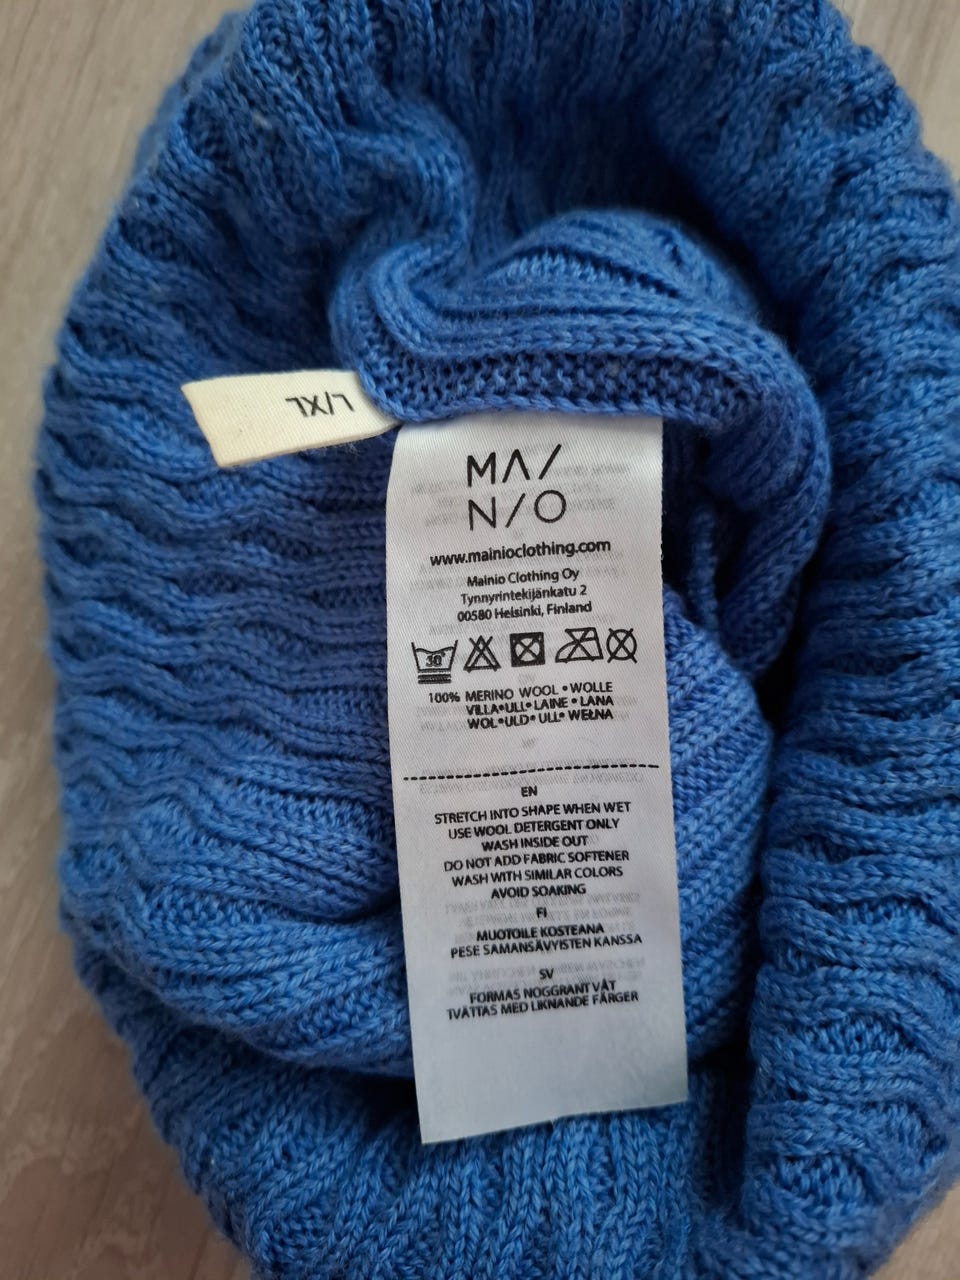 L/XL
MA/
N/O
www.mainioclothing.com
Mainio Clothing Oy
Tynnyrintekijänkatu 2
00580 Helsinki, Finland
30°
100% MERINO WOOL • WOLLE
VILLA•ULL• LAINE • LANA
WOL•ULD• ULL• WEŁNA
EN
STRETCH INTO SHAPE WHEN WET
USE WOOL DETERGENT ONLY
WASH INSIDE OUT
DO NOT ADD FABRIC SOFTENER
WASH WITH SIMILAR COLORS
AVOID SOAKING
FI
MUOTOILE KOSTEANA
PESE SAMANSÄVYISTEN KANSSA
SV
FORMAS NOGGRANT VÅT
TVÄTTAS MED LIKNANDE FÄRGER